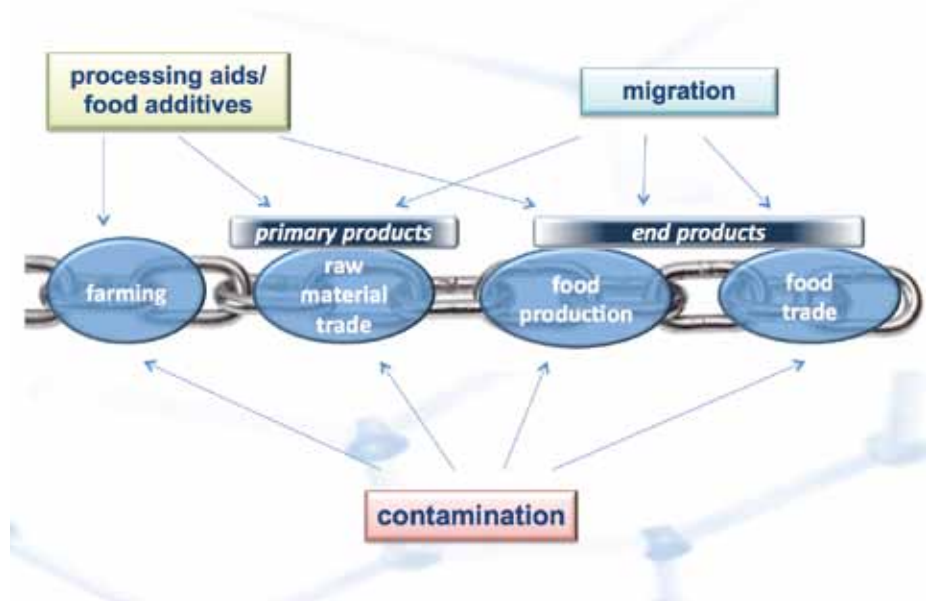 processing aids/
food additives
migration
primary products
end products
farming
raw
material
trade
food
production
food
trade
contamination